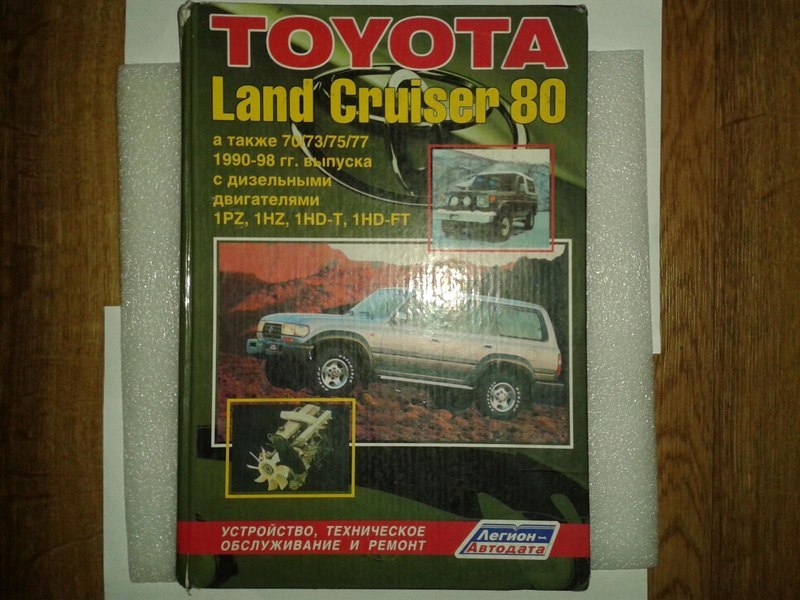 TOYOTA
Land Cruiser 80
а также 70/73/75/77
1990-98 гг. выпуска
с дизельными
двигателями
1PZ, 1HZ, 1HD-T, 1HD-FT
УСТРОЙСТВО, ТЕХНИЧЕСКОЕ
ОБСЛУЖИВАНИЕ И РЕМОНТ
Легион
Автодата